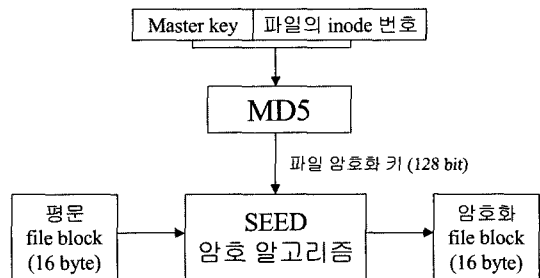 Master key 파일의 inode 번호
MD5
파일 암호화 키 (128 bit)
평문
file block
(16 byte)
SEED
암호 알고리즘
암호화
file block
(16 byte)